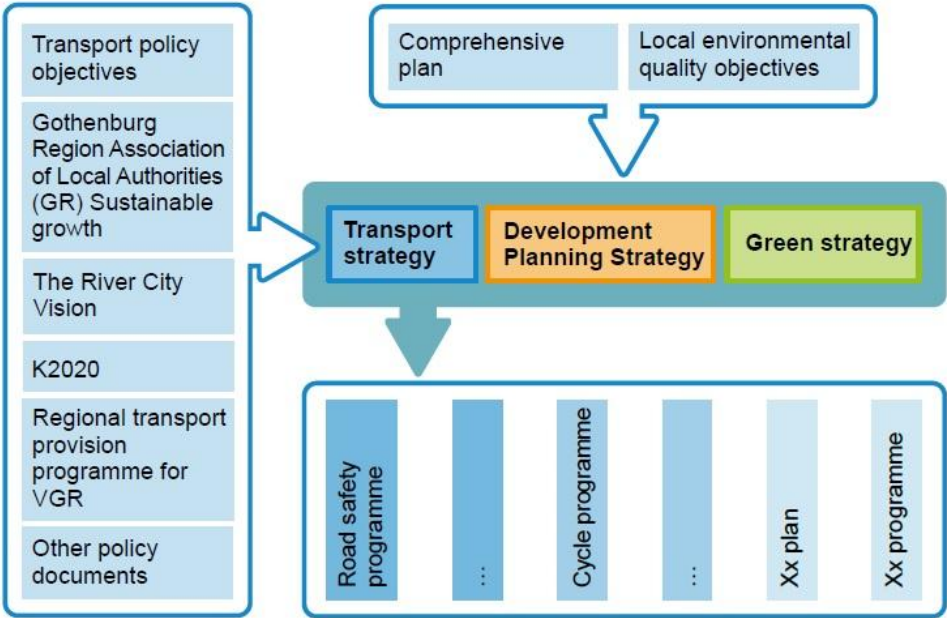 Transport policy
objectives
Gothenburg
Region Association
of Local Authorities
(GR) Sustainable
growth
The River City
Vision
K2020
Regional transport
provision
programme for
VGR
Other policy
documents
Comprehensive
plan
Local environmental
quality objectives
Transport
strategy
Development
Planning Strategy
Green strategy
Road safety
programme
...
Cycle programme
...
Xx plan
Xx programme